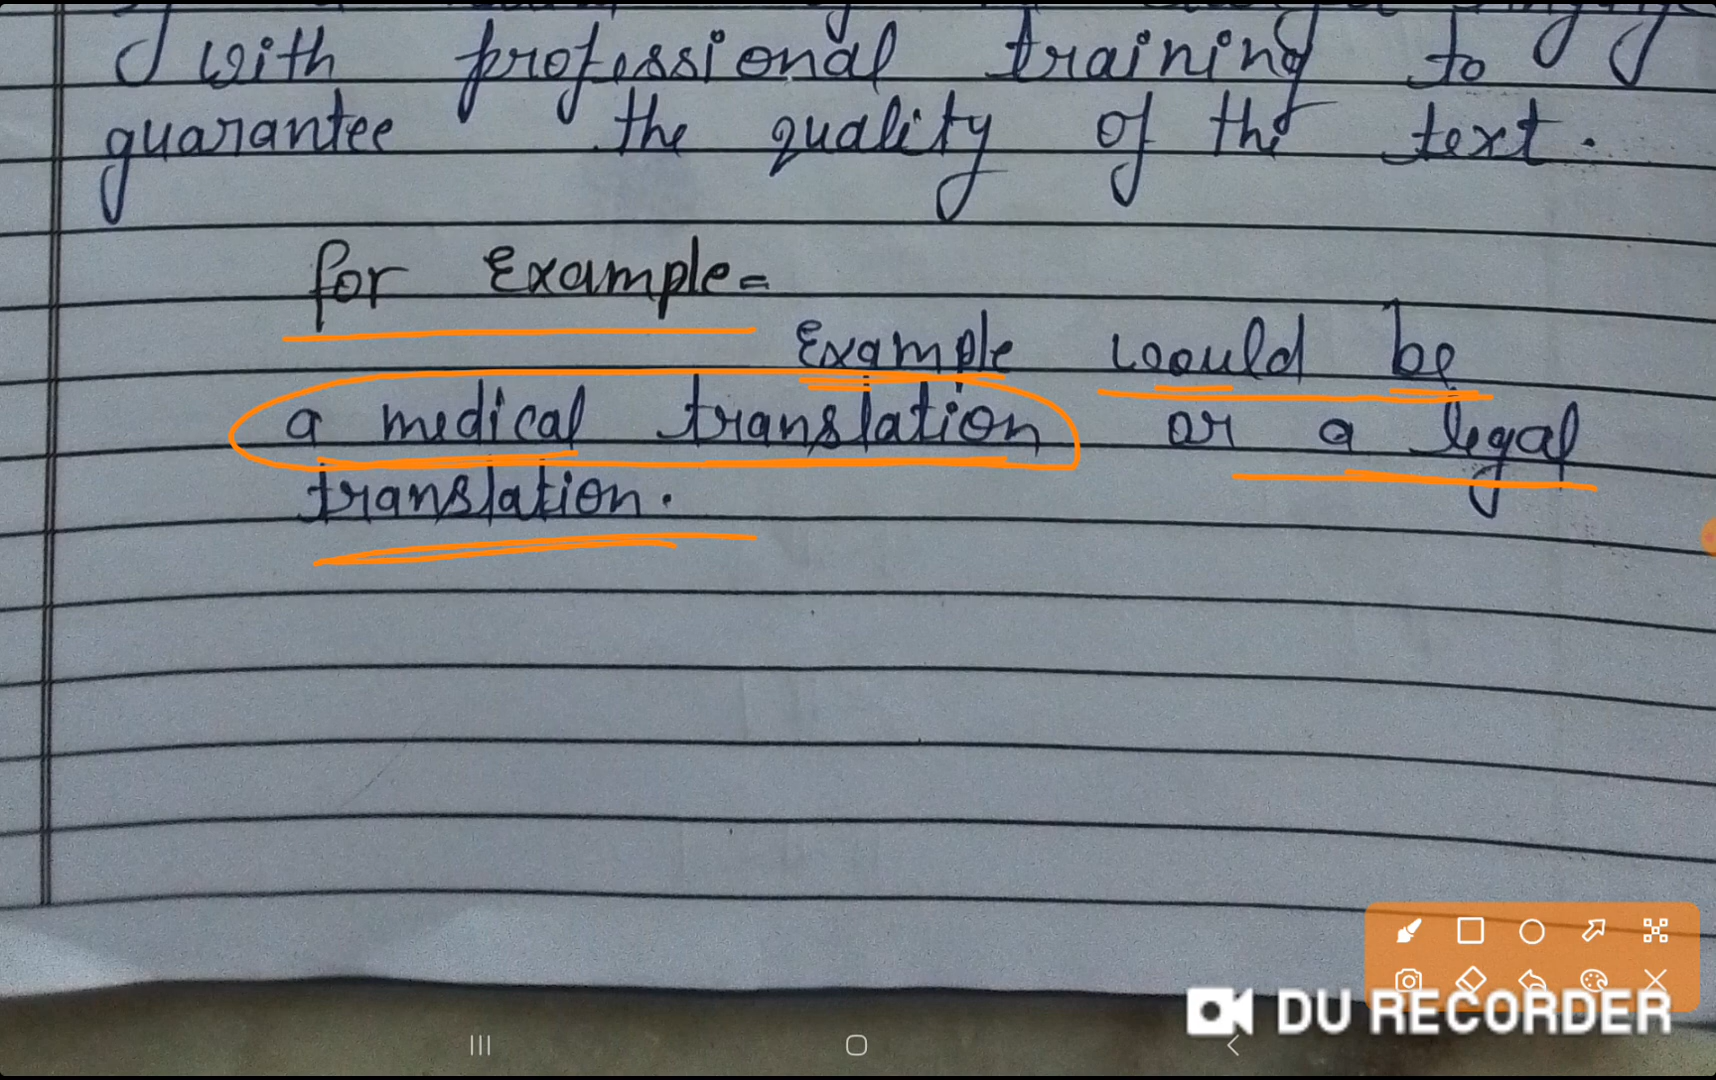 with professional training to
guarantee the quality of the text.
for Example=
Example would be
a medical translation or a legal
translation.
DU RECORDER